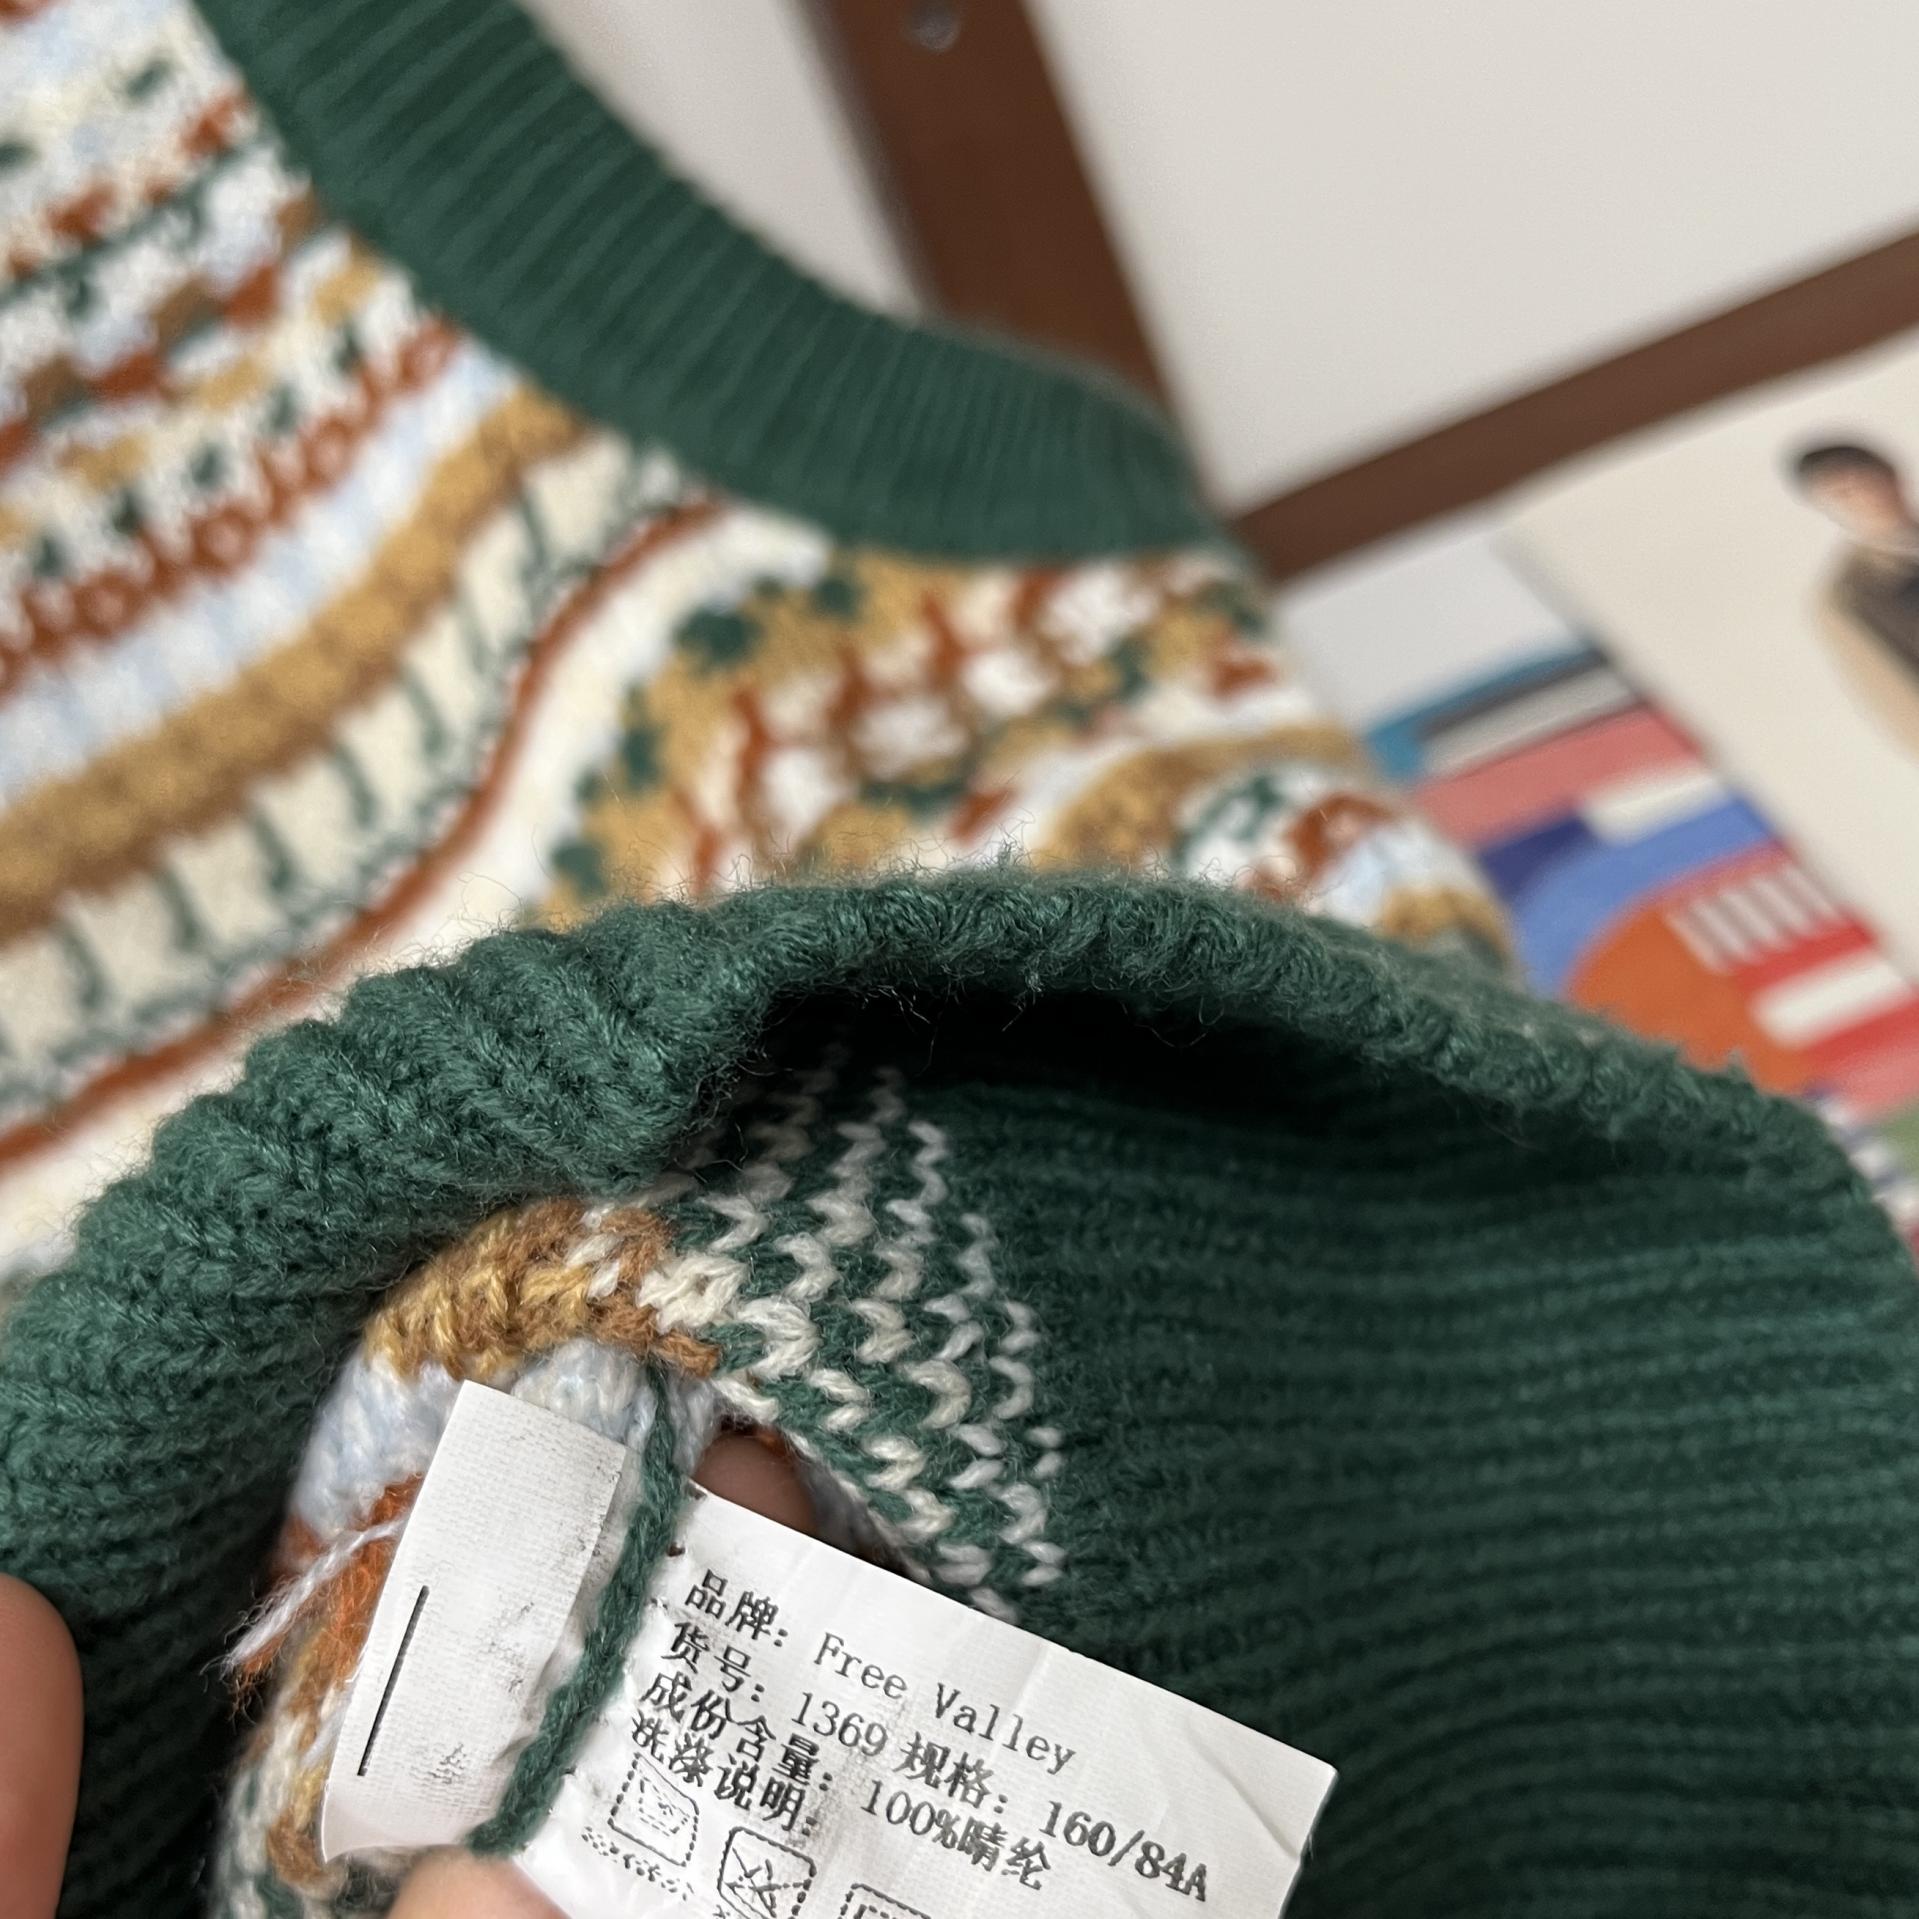 品牌: Free Valley
货号: 1369 规格: 160/84A
成份含量: 100%晴纶
洗涤说明: